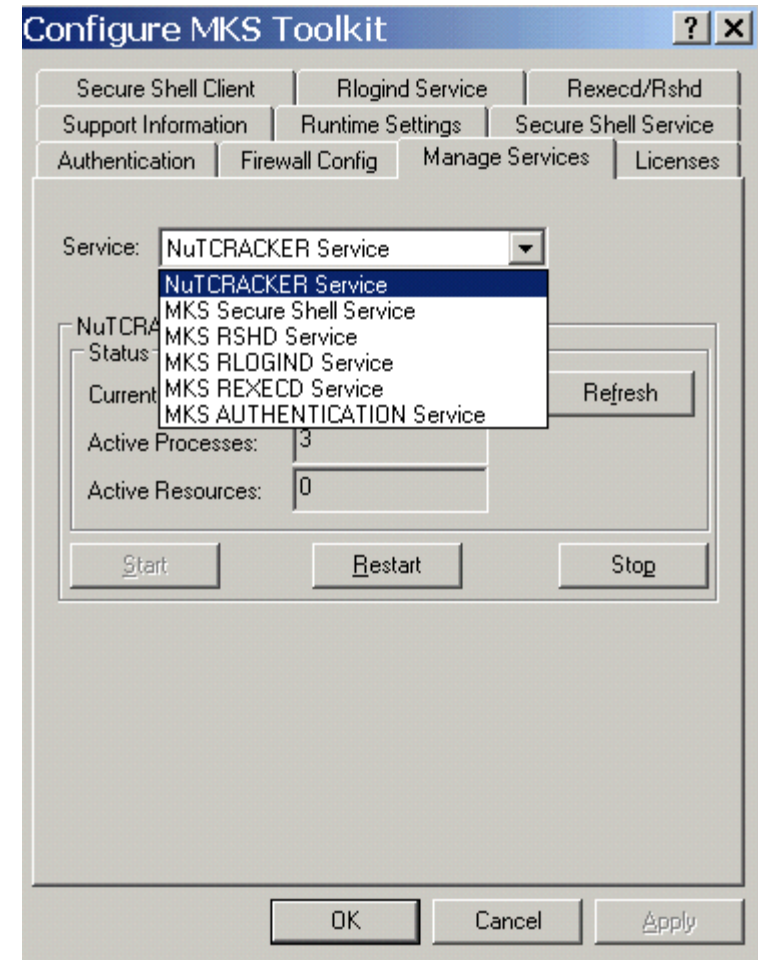 Configure MKS Toolkit
Secure Shell Client Rlogind Service Rexecd/Rshd
Support Information Runtime Settings Secure Shell Service
Authentication Firewall Config Manage Services Licenses
Service: NuTCRACKER Service
NuTCRACKER Service
MKS Secure Shell Service
NuTCRA MKS RSHD Service
Status MKS RLOGIND Service
Current MKS REXECD Service Refresh
MKS AUTHENTICATION Service
Active Processes: 3
Active Resources: 0
Start Restart Stop
OK Cancel Apply